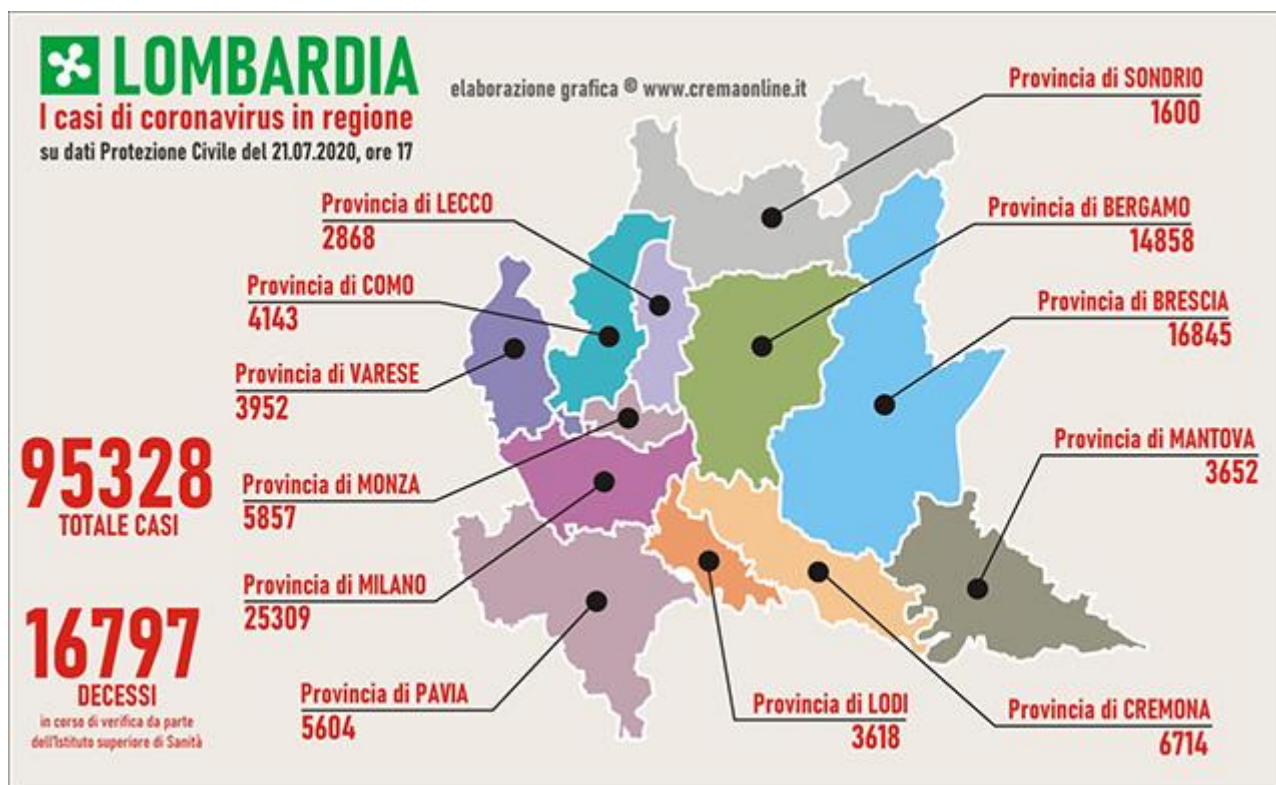 LOMBARDIA
I casi di coronavirus in regione
su dati Protezione Civile del 21.07.2020, ore 17
elaborazione grafica © www.cremaonline.it
Provincia di SONDRIO
1600
Provincia di LECCO
2868
Provincia di BERGAMO
14858
Provincia di COMO
4143
Provincia di BRESCIA
16845
Provincia di VARESE
3952
Provincia di MANTOVA
3652
95328
TOTALE CASI
Provincia di MONZA
5857
Provincia di MILANO
25309
16797
DECESSI
in corso di verifica da parte
dell'Istituto superiore di Sanità
Provincia di PAVIA
5604
Provincia di LODI
3618
Provincia di CREMONA
6714